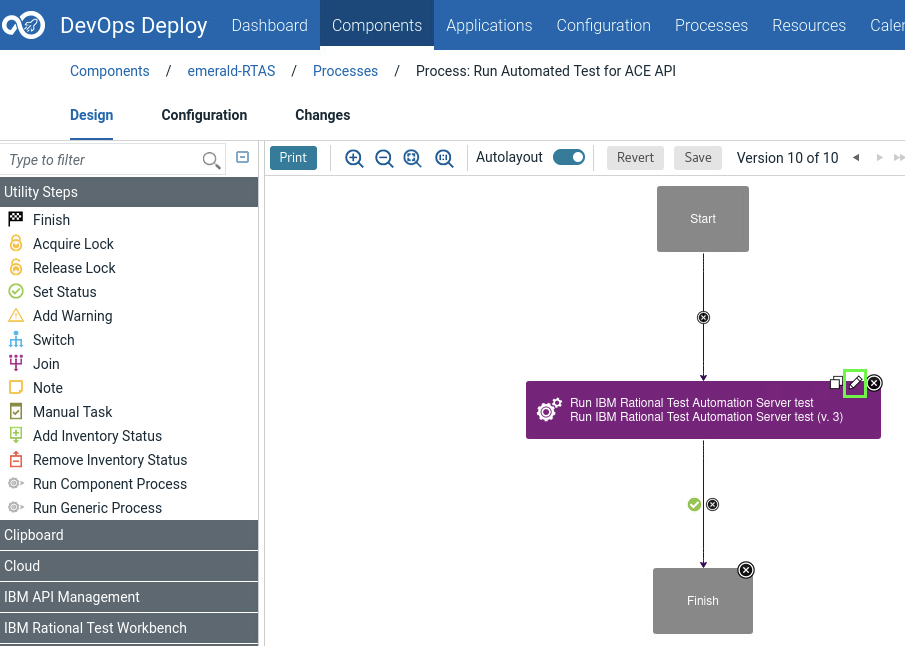 DevOps Deploy Dashboard Components Applications Configuration Processes Resources
Components / emerald-RTAS / Processes / Process: Run Automated Test for ACE API
Design Configuration Changes
Type to filter
Print Autolayout Revert Save Version 10 of 10
Utility Steps
Finish
Acquire Lock
Release Lock
Set Status
Add Warning
Switch
Join
Note
Manual Task
Add Inventory Status
Remove Inventory Status
Run Component Process
Run Generic Process
Clipboard
Cloud
IBM API Management
IBM Rational Test Workbench
Start
Run IBM Rational Test Automation Server test
Run IBM Rational Test Automation Server test (v. 3)
Finish